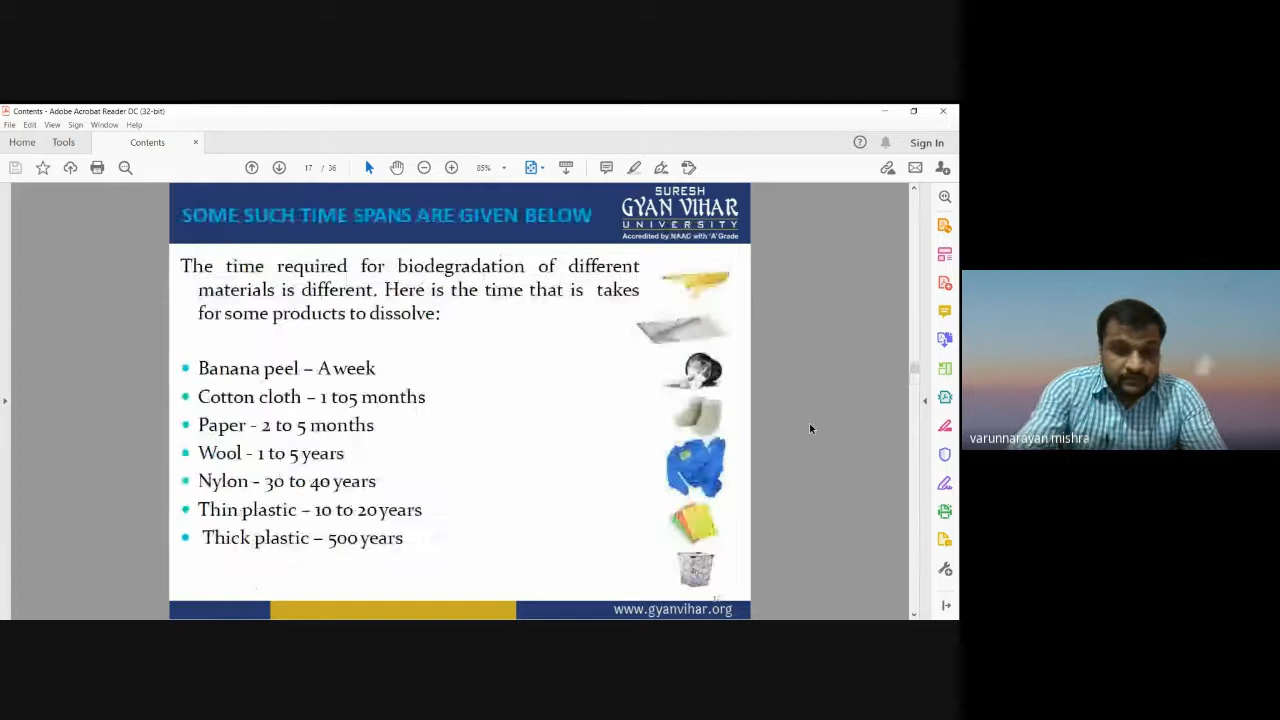 Contents - Adobe Acrobat Reader DC (32-bit)
File Edit View Sign Window Help
Home Tools Contents × Sign In
17 / 36 85%
SOME SUCH TIME SPANS ARE GIVEN BELOW
SURESH
GYAN VIHAR
UNIVERSITY
Accredited by NAAC with 'A' Grade
The time required for biodegradation of different
materials is different. Here is the time that is takes
for some products to dissolve:
• Banana peel – A week
• Cotton cloth – 1 to5 months
• Paper - 2 to 5 months
• Wool - 1 to 5 years
• Nylon - 30 to 40 years
• Thin plastic – 10 to 20 years
• Thick plastic – 500 years
www.gyanvihar.org
varunnarayan mishra